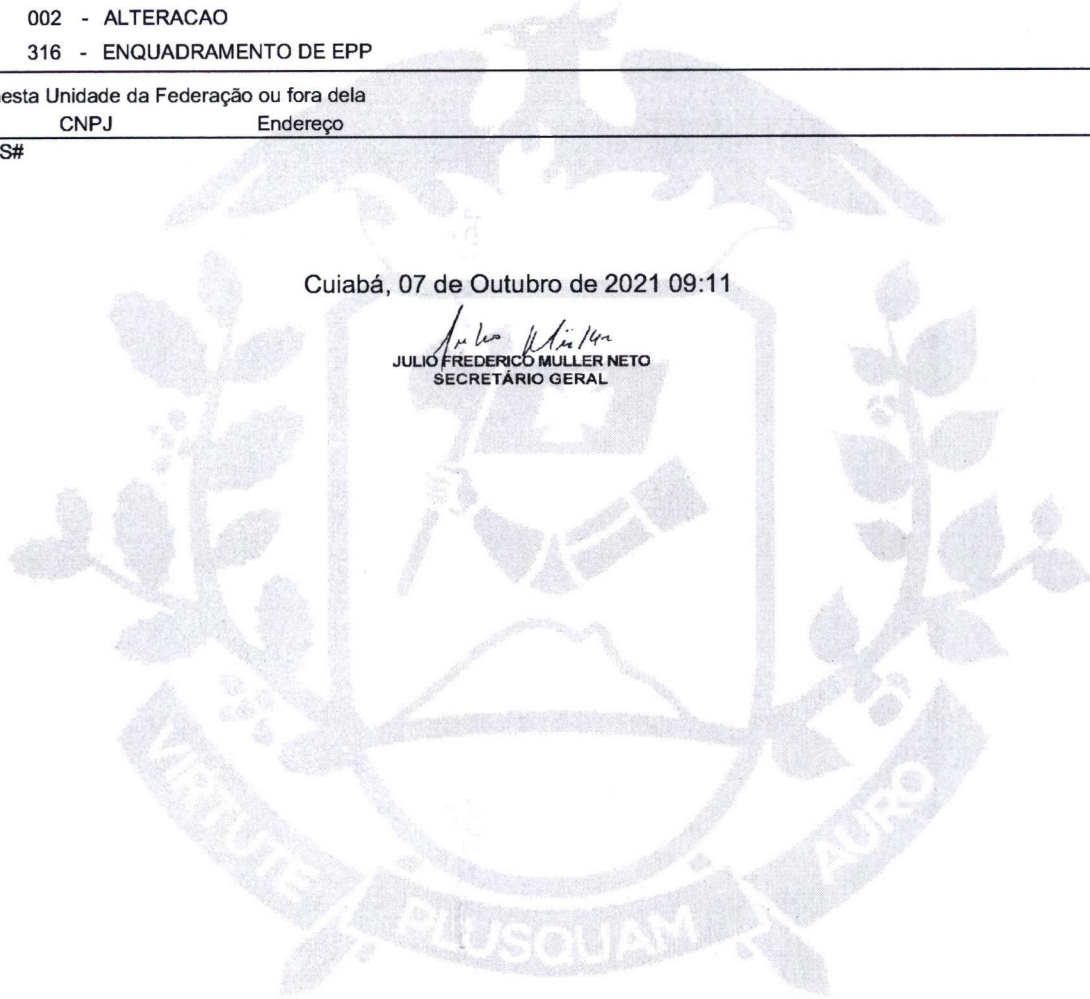 002 - ALTERACAO
316 - ENQUADRAMENTO DE EPP
nesta Unidade da Federação ou fora dela
CNPJ Endereço
S#
Cuiabá, 07 de Outubro de 2021 09:11
JULIO FREDERICO MULLER NETO
SECRETÁRIO GERAL
VIRTUTE PLUSQUAM AURO